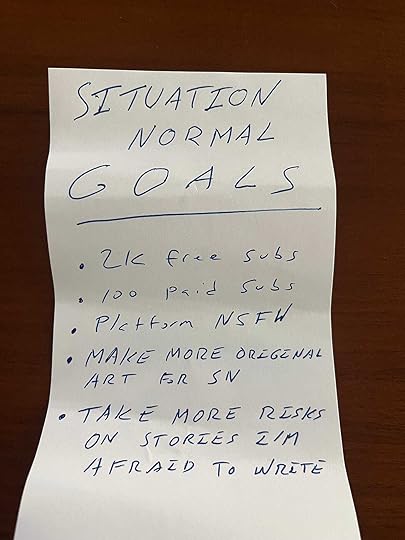 SITUATION
NORMAL
GOALS
• 2K free subs
• 100 paid subs
• Platform NSFW
• MAKE MORE ORIGINAL
ART FOR SN
• TAKE MORE RISKS
ON STORIES I'M
AFRAID TO WRITE